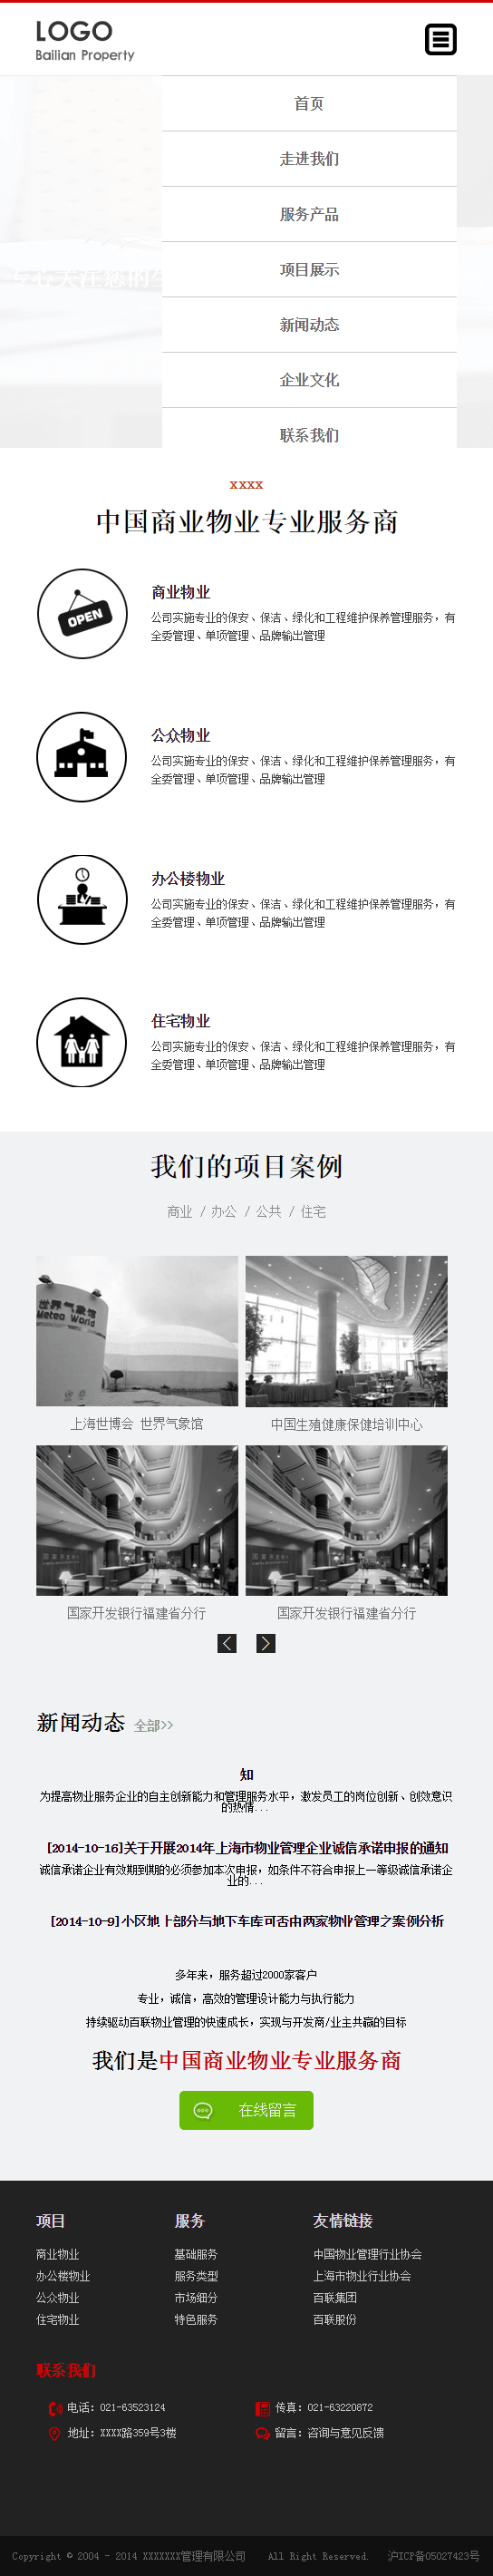 LOGO
Bailian Property
首页
走进我们
服务产品
专心关注您的生
项目展示
新闻动态
企业文化
联系我们
xxxx
中国商业物业专业服务商
OPEN
商业物业
公司实施专业的保安、保洁、绿化和工程维护保养管理服务，有
全委管理、单项管理、品牌输出管理
公众物业
公司实施专业的保安、保洁、绿化和工程维护保养管理服务，有
全委管理、单项管理、品牌输出管理
办公楼物业
公司实施专业的保安、保洁、绿化和工程维护保养管理服务，有
全委管理、单项管理、品牌输出管理
住宅物业
公司实施专业的保安、保洁、绿化和工程维护保养管理服务，有
全委管理、单项管理、品牌输出管理
我们的项目案例
商业 / 办公 / 公共 / 住宅
世界气象馆
Meteo World
上海世博会 世界气象馆
中国生殖健康保健培训中心
国家开发银行福建省分行
国家开发银行福建省分行
新闻动态 全部>>
知
为提高物业服务企业的自主创新能力和管理服务水平，激发员工的岗位创新、创效意识
的热情...
[2014-10-16]关于开展2014年上海市物业管理企业诚信承诺申报的通知
诚信承诺企业有效期到期的必须参加本次申报，如条件不符合申报上一等级诚信承诺企
业的...
[2014-10-9]小区地上部分与地下车库可否由两家物业管理之案例分析
多年来，服务超过2000家客户
专业，诚信，高效的管理设计能力与执行能力
持续驱动百联物业管理的快速成长，实现与开发商/业主共赢的目标
我们是中国商业物业专业服务商
在线留言
项目
商业物业
办公楼物业
公众物业
住宅物业
服务
基础服务
服务类型
市场细分
特色服务
友情链接
中国物业管理行业协会
上海市物业行业协会
百联集团
百联股份
联系我们
电话: 021-63523124
传真: 021-63220872
地址: XXXX路359号3楼
留言: 咨询与意见反馈
Copyright © 2004 - 2014 XXXXXXX管理有限公司 All Right Reserved. 沪ICP备05027423号